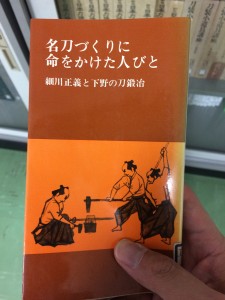 名刀づくりに
命をかけた人びと
細川正義と下野の刀鍛冶